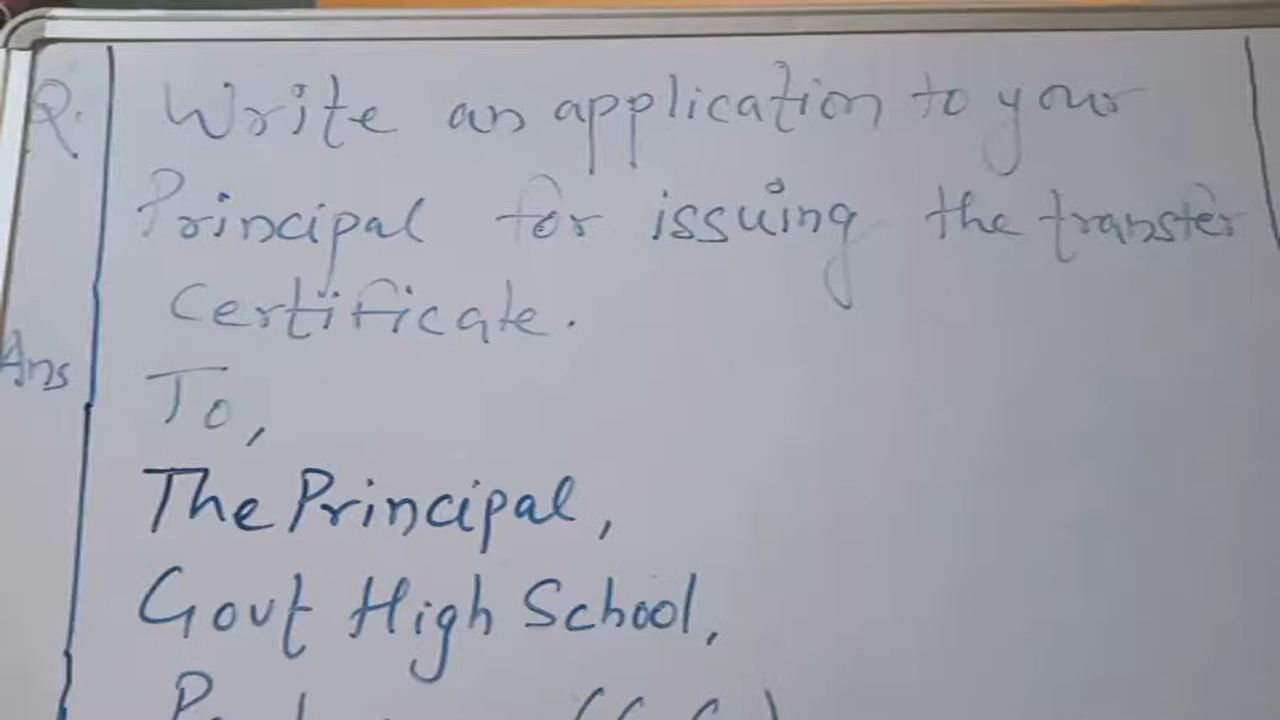 Q. Write an application to your
Principal for issuing the transfer
Certificate.
Ans
To,
The Principal,
Govt High School,